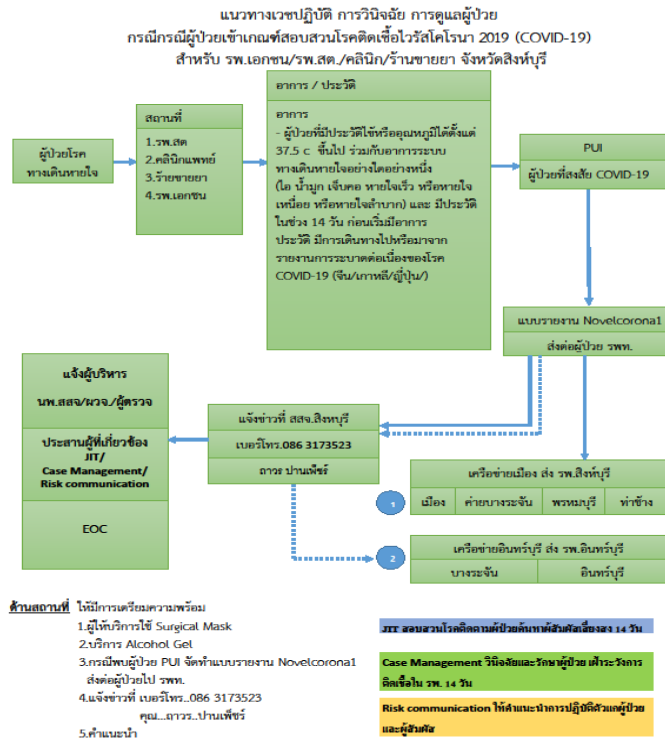 แนวทางเวชปฏิบัติ การวินิจฉัย การดูแลผู้ป่วย
กรณีกรณีผู้ป่วยเข้าเกณฑ์สอบสวนโรคติดเชื้อไวรัสโคโรนา 2019 (COVID-19)
สำหรับ รพ.เอกชน/รพ.สต./คลินิก/ร้านขายยา จังหวัดสิงห์บุรี
ผู้ป่วยโรค
ทางเดินหายใจ
สถานที่
1.รพ.สต
2.คลินิกแพทย์
3.ร้ายขายยา
4.รพ.เอกชน
อาการ / ประวัติ
อาการ
- ผู้ป่วยที่มีประวัติไข้หรืออุณหภูมิได้ตั้งแต่
37.5 c ขึ้นไป ร่วมกับอาการระบบ
ทางเดินหายใจอย่างใดอย่างหนึ่ง
(ไอ น้ำมูก เจ็บคอ หายใจเร็ว หรือหายใจ
เหนื่อย หรือหายใจลำบาก) และ มีประวัติ
ในช่วง 14 วัน ก่อนเริ่มมีอาการ
ประวัติ มีการเดินทางไปหรือมาจาก
รายงานการระบาดต่อเนื่องของโรค
COVID-19 (จีน/เกาหลี/ญี่ปุ่น/)
PUI
ผู้ป่วยที่สงสัย COVID-19
แบบรายงาน Novelcorona1
ส่งต่อผู้ป่วย รพท.
แจ้งผู้บริหาร
นพ.สสจ/ผวจ./ผู้ตรวจ
ประสานผู้ที่เกี่ยวข้อง
JIT/
Case Management/
Risk communication
EOC
แจ้งข่าวที่ สสจ.สิงหบุรี
เบอร์โทร.086 3173523
ถาวร ปานเพ็ชร์
1
เครือข่ายเมือง ส่ง รพ.สิงห์บุรี
เมือง ค่ายบางระจัน พรหมบุรี ท่าช้าง
2
เครือข่ายอินทร์บุรี ส่ง รพ.อินทร์บุรี
บางระจัน อินทร์บุรี
ด้านสถานที่ ให้มีการเตรียมความพร้อม
1.ผู้ให้บริการใช้ Surgical Mask
2.บริการ Alcohol Gel
3.กรณีพบผู้ป่วย PUI จัดทำแบบรายงาน Novelcorona1
ส่งต่อผู้ป่วยไป รพท.
4.แจ้งข่าวที่ เบอร์โทร..086 3173523
คุณ...ถาวร..ปานเพ็ชร์
5.คำแนะนำ
JIT สอบสวนโรคติดตามผู้ป่วยค้นหาผู้สัมผัสเสี่ยงสูง 14 วัน
Case Management วินิจฉัยและรักษาผู้ป่วย เฝ้าระวังการ
ติดเชื้อใน รพ. 14 วัน
Risk communication ให้คำแนะนำการปฏิบัติตัวแก่ผู้ป่วย
และผู้สัมผัส